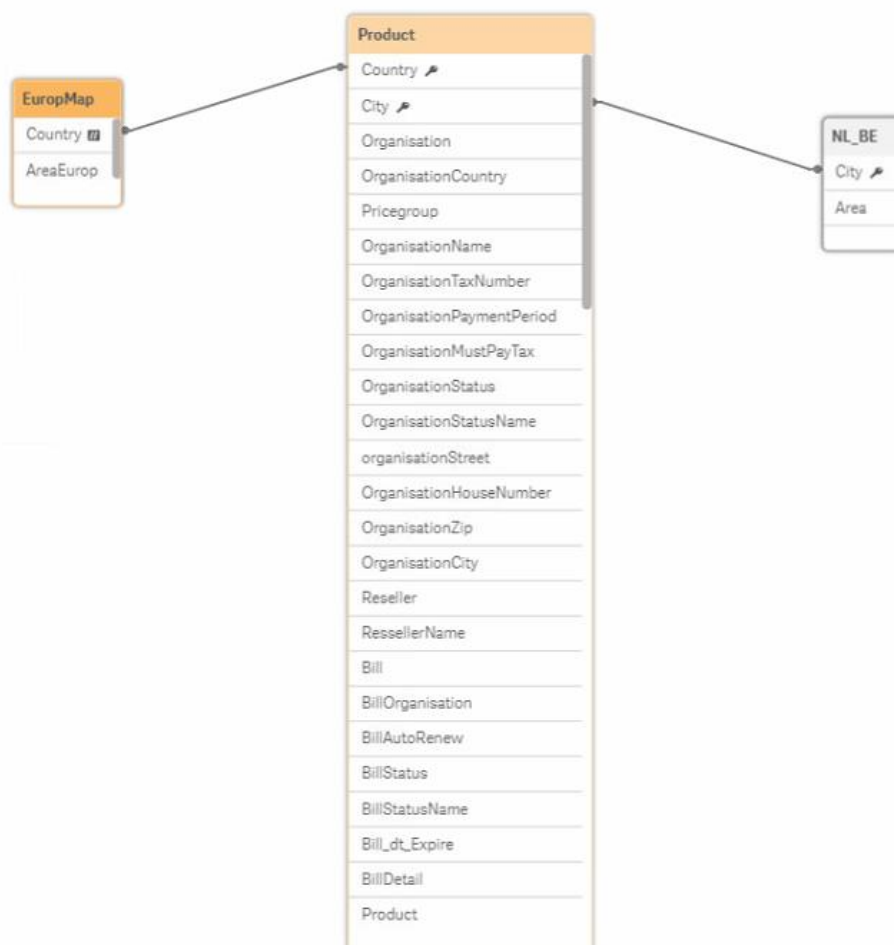 EuropMap
Country
AreaEurop
Product
Country
City
Organisation
OrganisationCountry
Pricegroup
OrganisationName
OrganisationTaxNumber
OrganisationPaymentPeriod
OrganisationMustPayTax
OrganisationStatus
OrganisationStatusName
organisationStreet
OrganisationHouseNumber
OrganisationZip
OrganisationCity
Reseller
RessellerName
Bill
BillOrganisation
BillAutoRenew
BillStatus
BillStatusName
Bill_dt_Expire
BillDetail
Product
NL_BE
City
Area